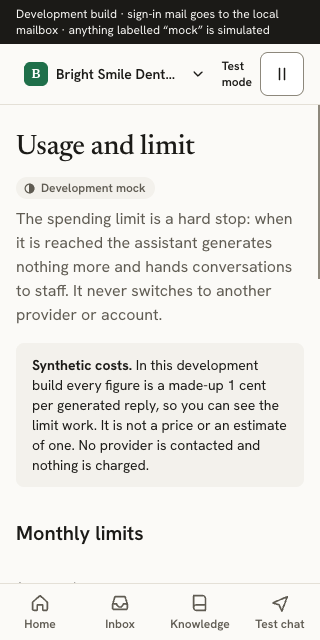 Development build · sign-in mail goes to the local
mailbox · anything labelled “mock” is simulated
B Bright Smile Dent… Test
mode
Usage and limit
Development mock
The spending limit is a hard stop: when
it is reached the assistant generates
nothing more and hands conversations
to staff. It never switches to another
provider or account.
Synthetic costs. In this development
build every figure is a made-up 1 cent
per generated reply, so you can see the
limit work. It is not a price or an estimate
of one. No provider is contacted and
nothing is charged.
Monthly limits
Home Inbox Knowledge Test chat